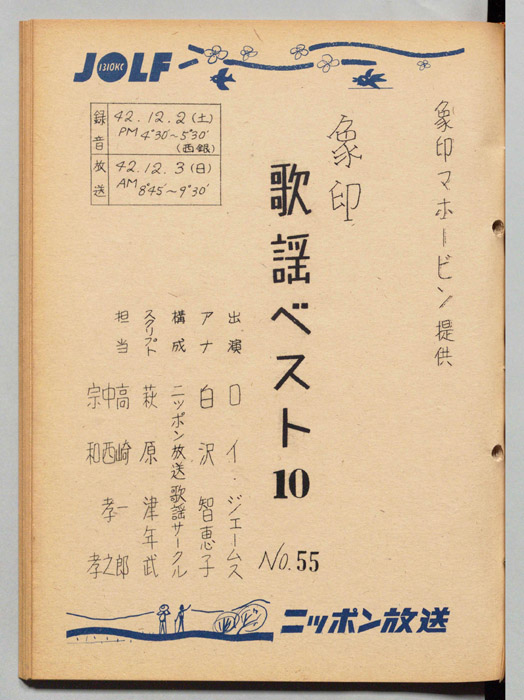 JOLF
1310KC
象印マホービン提供
象印
歌謡ベスト10
No. 55
録音 42.12.2(土)
PM 4°30′~5°30′
(西銀)
放送 42.12.3(日)
AM 8°45′~9°30′
出演 ロイ・ジェームス
アナ 白沢智恵子
構成 ニッポン放送歌謡サークル
スクリプト 萩原津年武
担当 高崎一郎
中西孝之
宗和孝
ニッポン放送